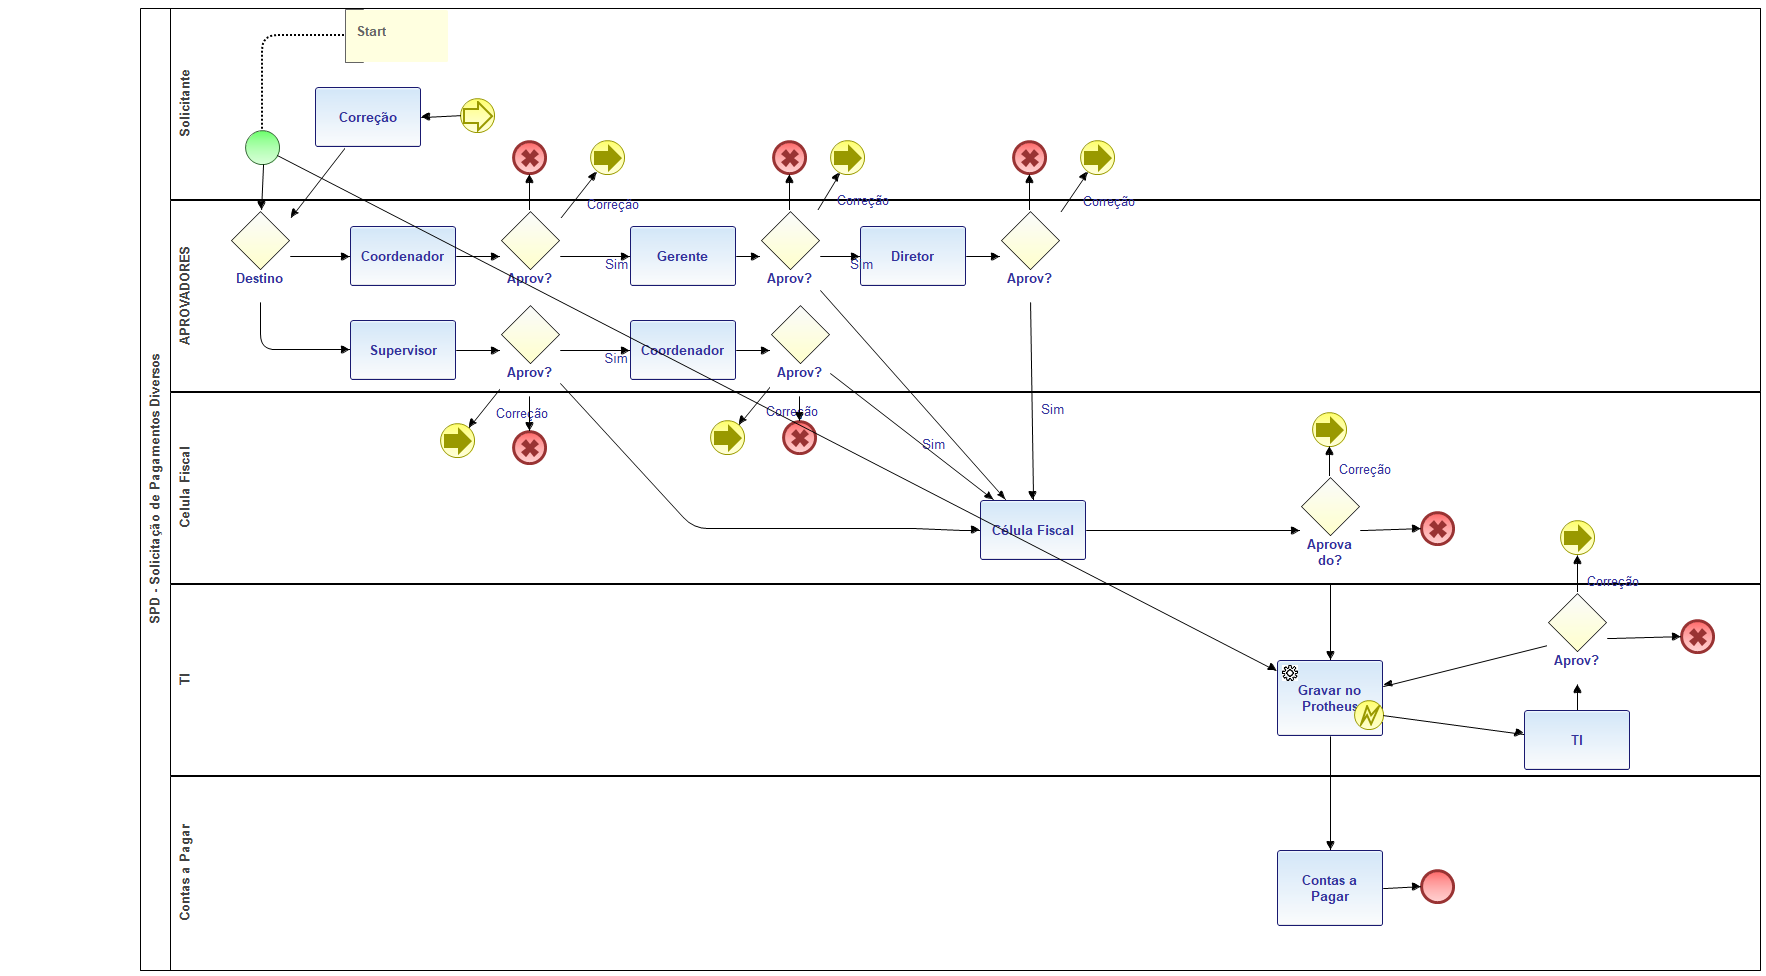 SPD - Solicitação de Pagamentos Diversos
Solicitante
Start
Correção
Correção
Correção
Correção
APROVADORES
Destino
Coordenador
Aprov?
Sim
Gerente
Aprov?
Sim
Diretor
Aprov?
Supervisor
Aprov?
Sim
Coordenador
Aprov?
Celula Fiscal
Correção
Correção
Sim
Sim
Célula Fiscal
Correção
Aprova
do?
Correção
TI
Aprov?
Gravar no
Protheus
TI
Contas a Pagar
Contas a
Pagar